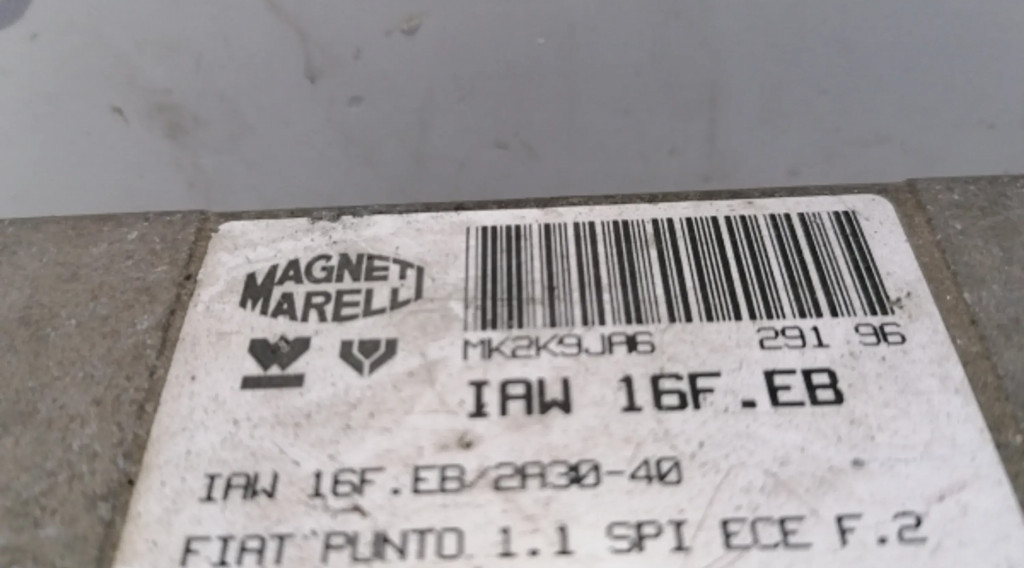 MAGNETI
MARELLI
MK2K9JA6 291 96
IAW 16F.EB
IAW 16F.EB/2A30-40
FIAT PUNTO 1.1 SPI ECE F.2